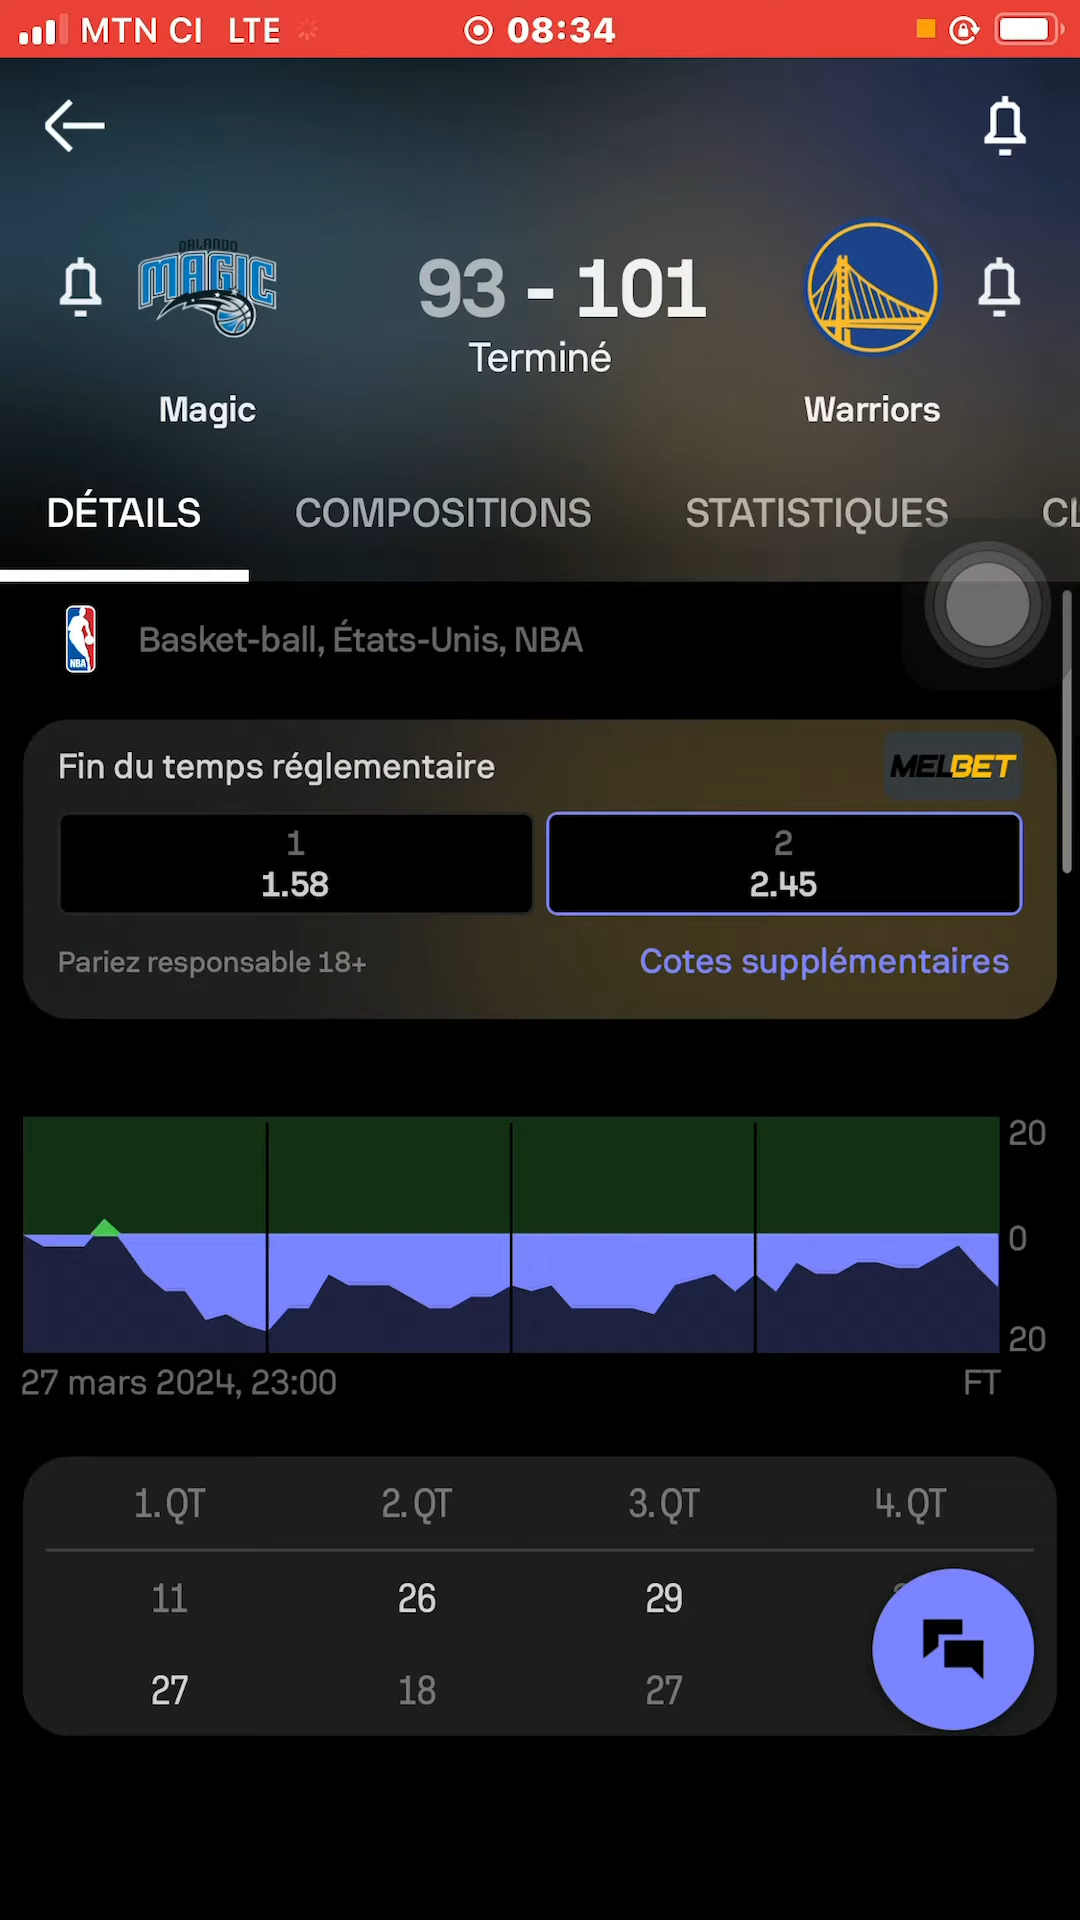 MTN CI LTE 08:34
ORLANDO
MAGIC
93 - 101
Terminé
Magic
Warriors
DÉTAILS COMPOSITIONS STATISTIQUES CL
NBA
Basket-ball, États-Unis, NBA
Fin du temps réglementaire
MELBET
1 2
1.58 2.45
Pariez responsable 18+ Cotes supplémentaires
20
0
20
27 mars 2024, 23:00 FT
1. QT 2. QT 3. QT 4. QT
11 26 29
27 18 27